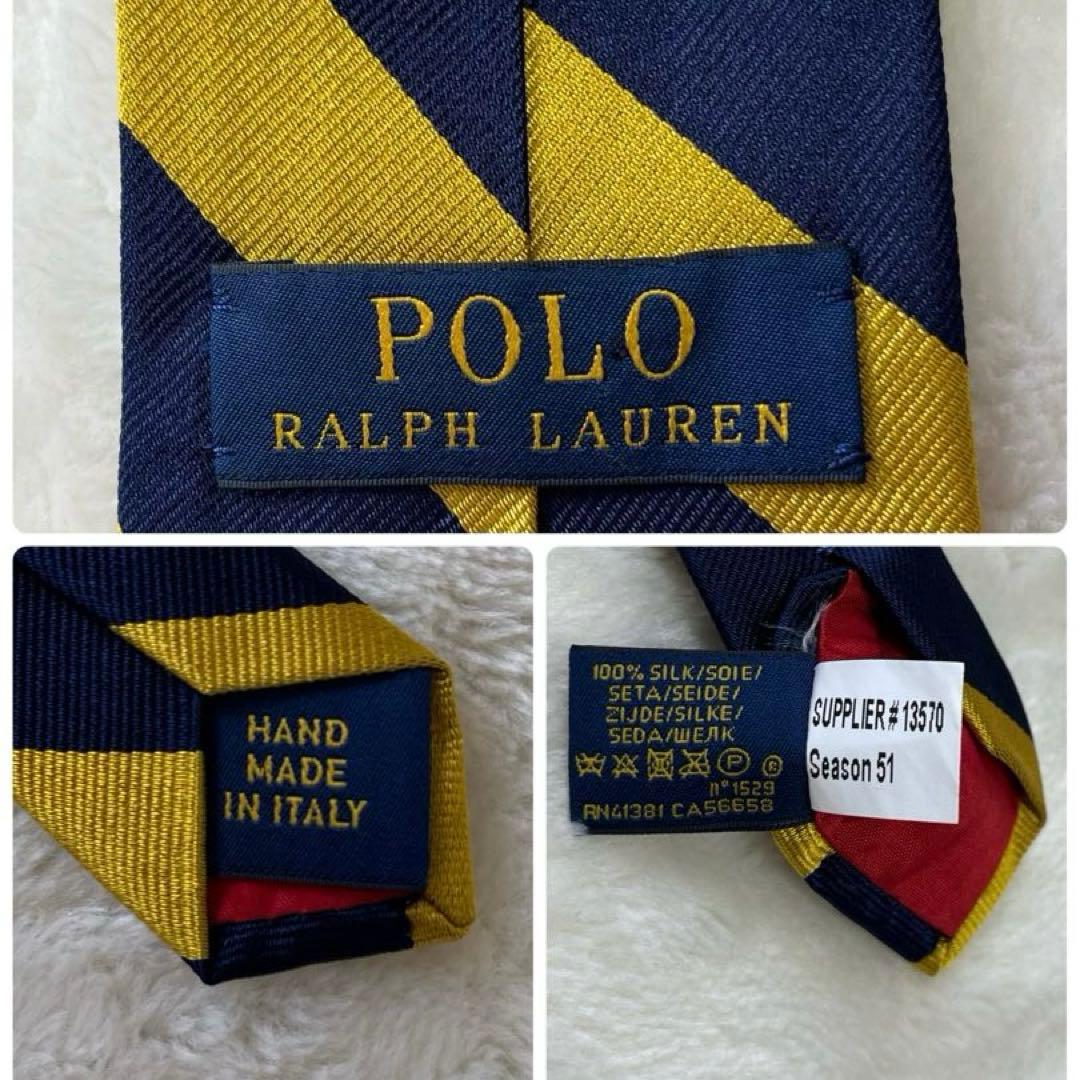 POLO
RALPH LAUREN
HAND
MADE
IN ITALY
100% SILK/SOIE/
SETA/SEIDE/
ZIJDE/SILKE/
SEDA/ШЕЛК
P
n°1529
RN41381 CA56658
SUPPLIER# 13570
Season 51